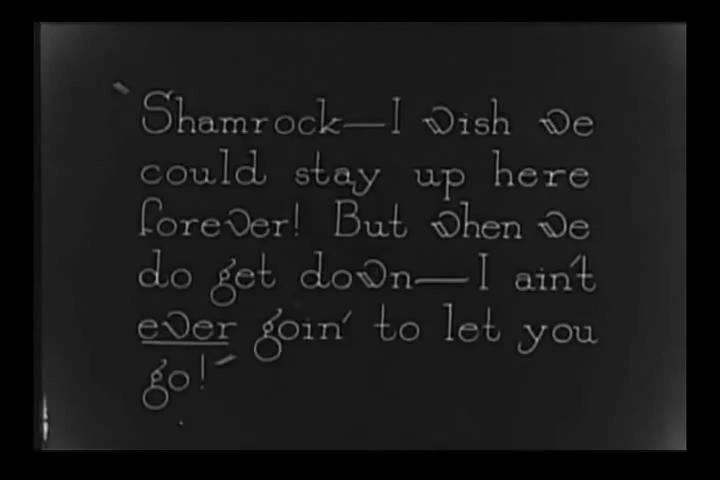 "Shamrock—I wish we
could stay up here
forever! But when we
do get down—I ain't
ever goin' to let you
go!"